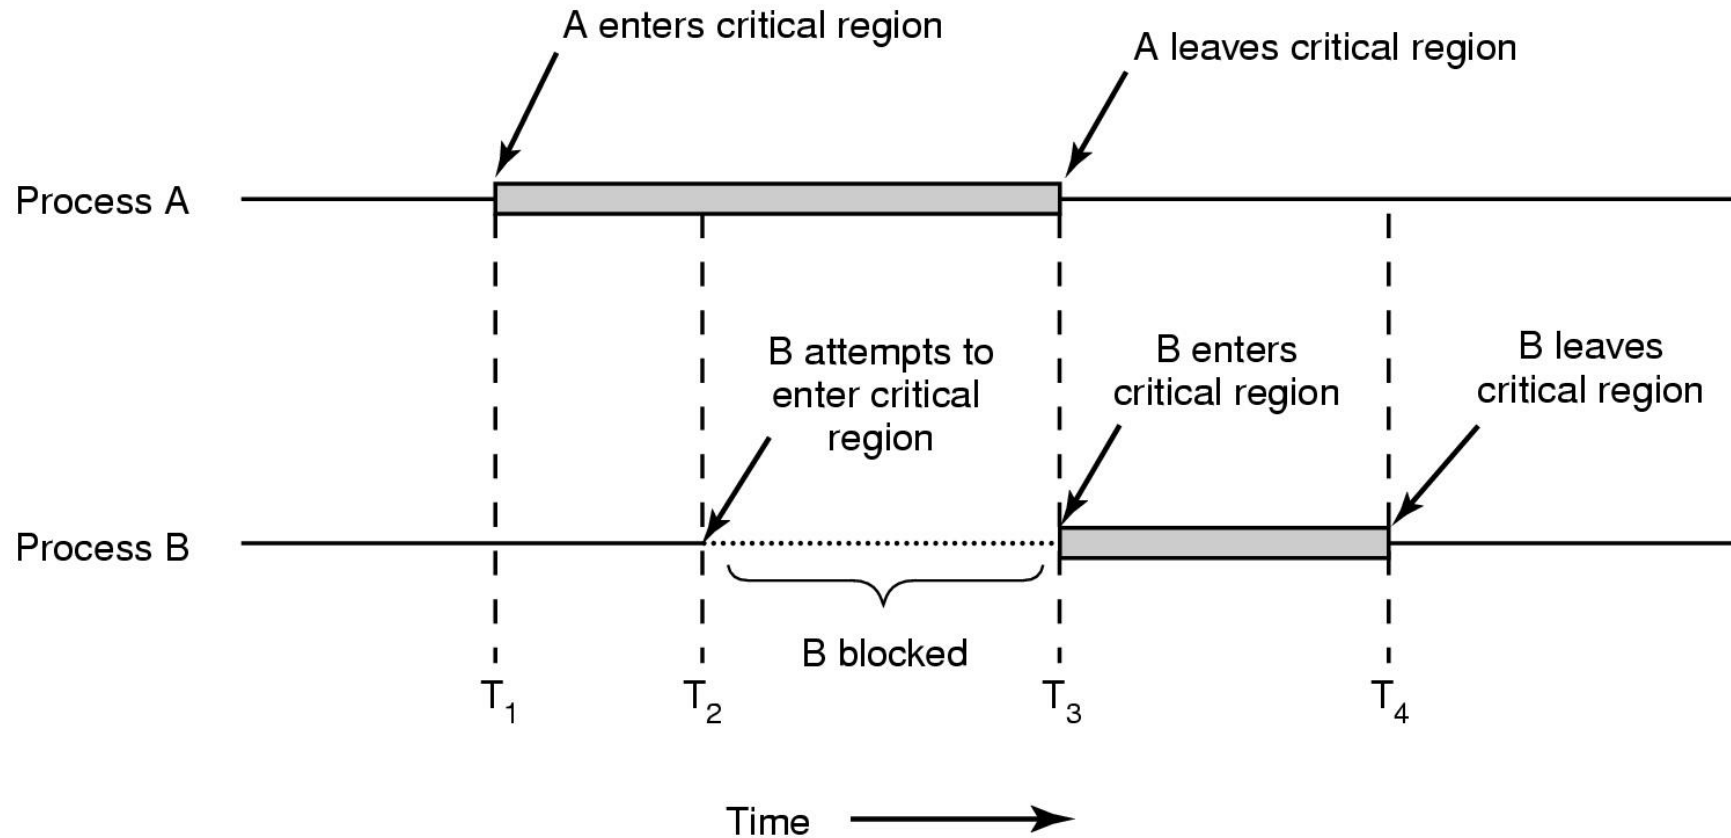 A enters critical region
A leaves critical region
Process A
B attempts to
enter critical
region
B enters
critical region
B leaves
critical region
Process B
B blocked
T1
T2
T3
T4
Time